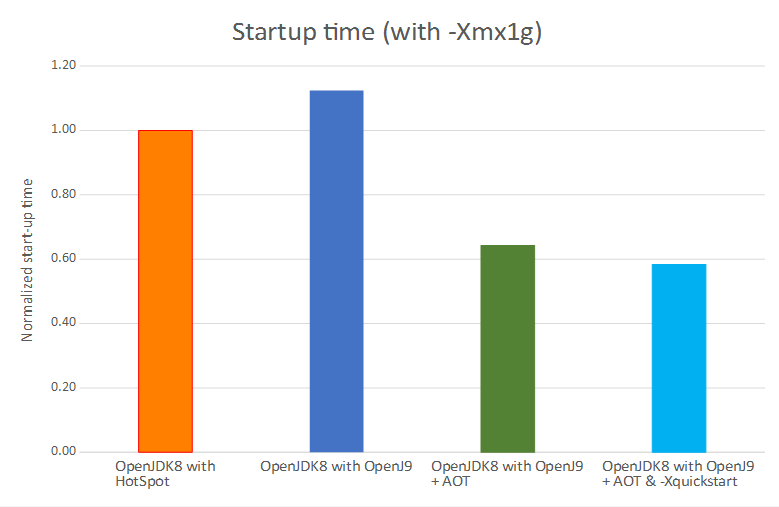 Startup time (with -Xmx1g)
1.20
1.00
0.80
0.60
0.40
0.20
0.00
Normalized start-up time
OpenJDK8 with
HotSpot
OpenJDK8 with OpenJ9
OpenJDK8 with OpenJ9
+ AOT
OpenJDK8 with OpenJ9
+ AOT & -Xquickstart